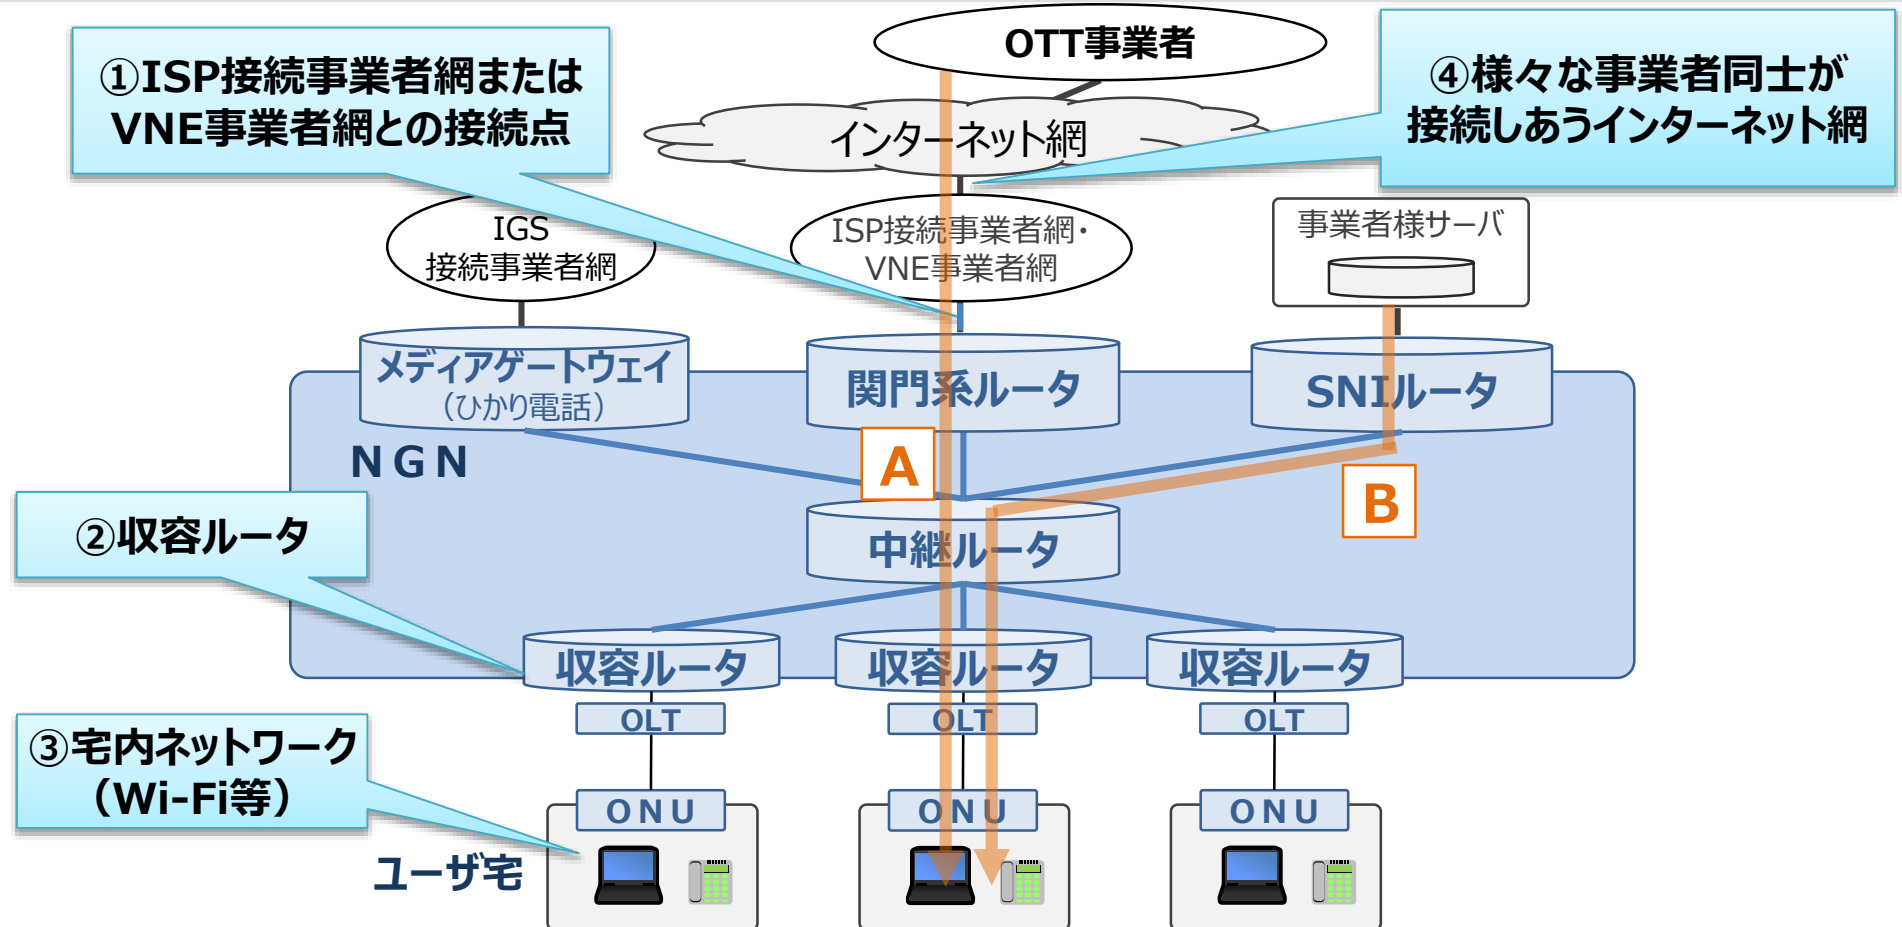 OTT事業者
①ISP接続事業者網または
VNE事業者網との接続点
④様々な事業者同士が
接続しあうインターネット網
インターネット網
IGS
接続事業者網
ISP接続事業者網・
VNE事業者網
事業者様サーバ
メディアゲートウェイ
（ひかり電話）
関門系ルータ
SNIルータ
NGN
A
B
中継ルータ
②収容ルータ
収容ルータ
収容ルータ
収容ルータ
OLT
OLT
OLT
③宅内ネットワーク
（Wi-Fi等）
ONU
ONU
ONU
ユーザ宅